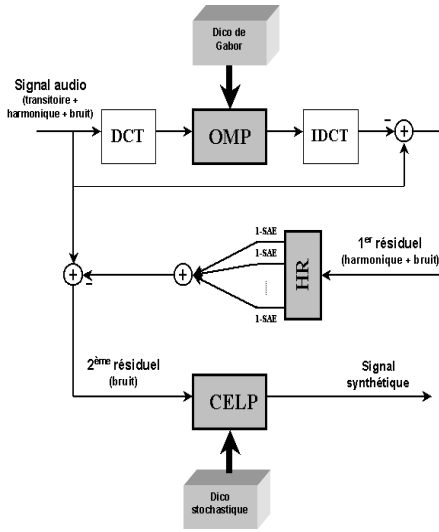 Dico de
Gabor
Signal audio
(transitoire +
harmonique + bruit)
DCT
OMP
IDCT
-
+
1-SAE
1-SAE
1-SAE
1-SAE
HR
1er résiduel
(harmonique + bruit)
+
-
+
2ème résiduel
(bruit)
CELP
Signal
synthétique
Dico
stochastique